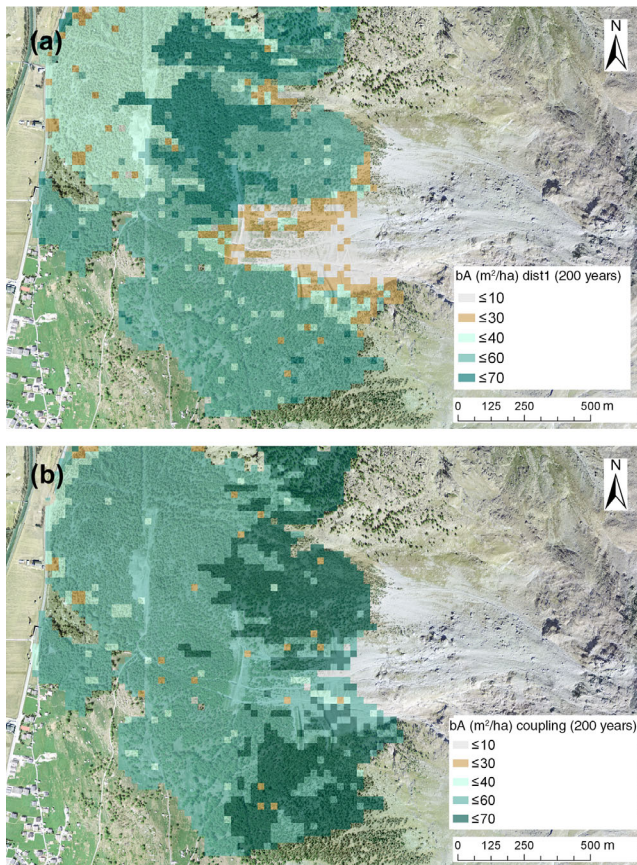 (a)
N
bA (m²/ha) dist1 (200 years)
≤10
≤30
≤40
≤60
≤70
0 125 250 500 m
(b)
N
bA (m²/ha) coupling (200 years)
≤10
≤30
≤40
≤60
≤70
0 125 250 500 m